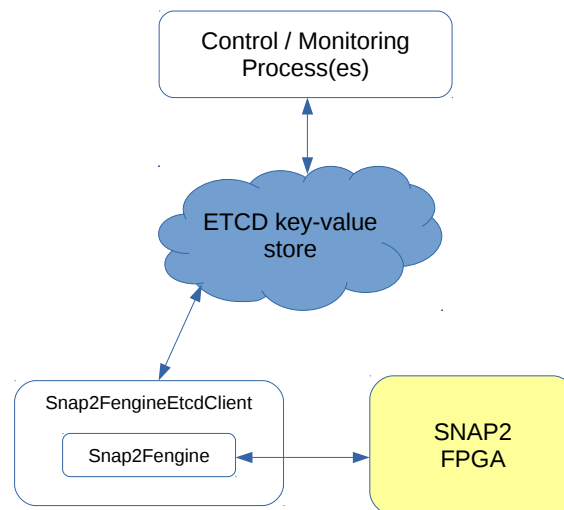 Control / Monitoring
Process(es)
ETCD key-value
store
Snap2FengineEtcdClient
Snap2Fengine
SNAP2
FPGA